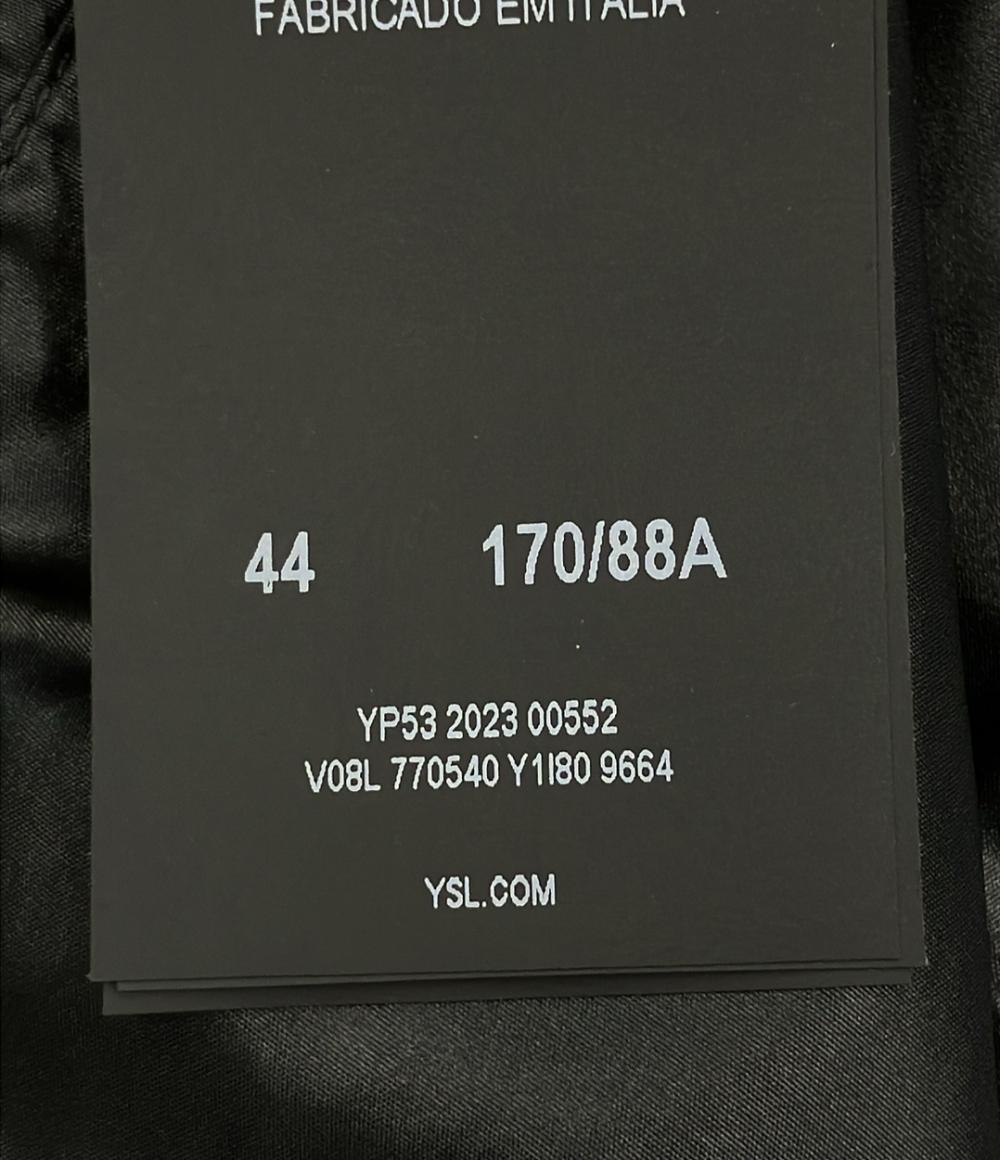 FABRICADO EM ITALIA
44 170/88A
YP53 2023 00552
V08L 770540 Y1I80 9664
YSL.COM